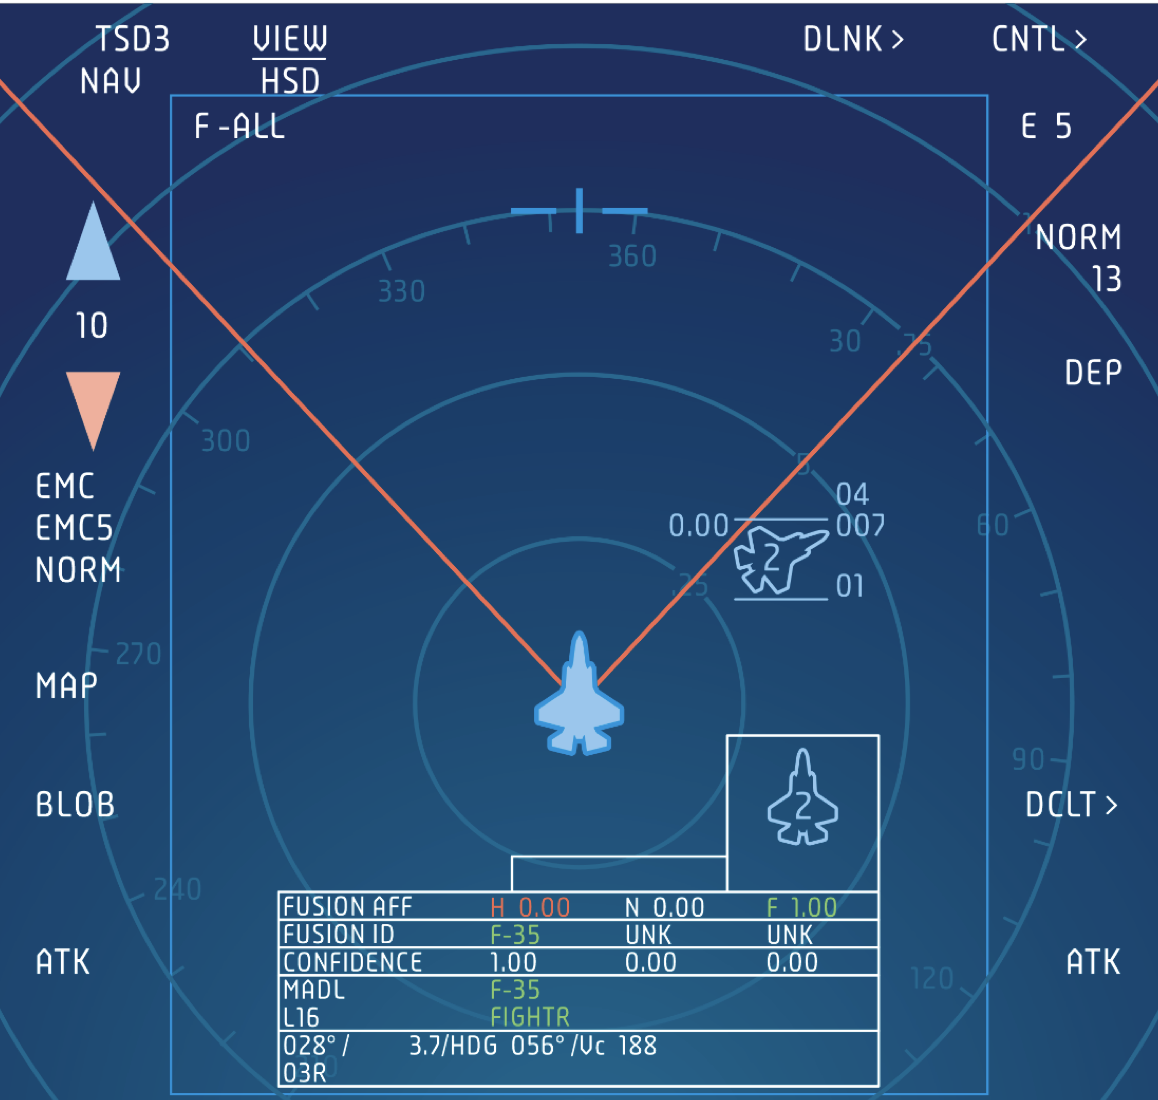 TSD3 VIEW DLNK > CNTL >
NAV HSD
F-ALL E 5
NORM
360
13
330
10
30 .75
DEP
300
5
EMC 04
0.00 007 60
EMC5
NORM
.25 01
270
MAP
90
BLOB DCLT >
2
2
240
FUSION AFF H 0.00 N 0.00 F 1.00
FUSION ID F-35 UNK UNK
ATK CONFIDENCE 1.00 0.00 0.00 ATK
120
MADL F-35
L16 FIGHTR
028°/ 3.7/HDG 056°/Vc 188
03R